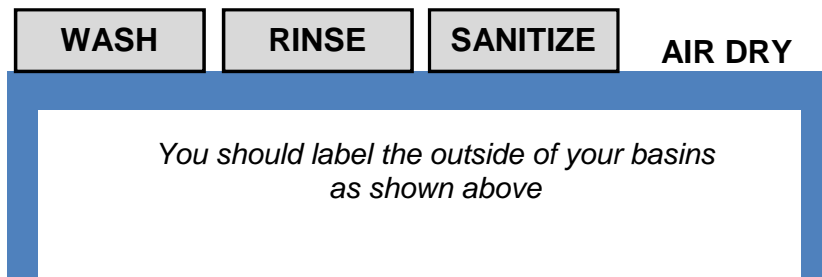 WASH RINSE SANITIZE AIR DRY
You should label the outside of your basins
as shown above